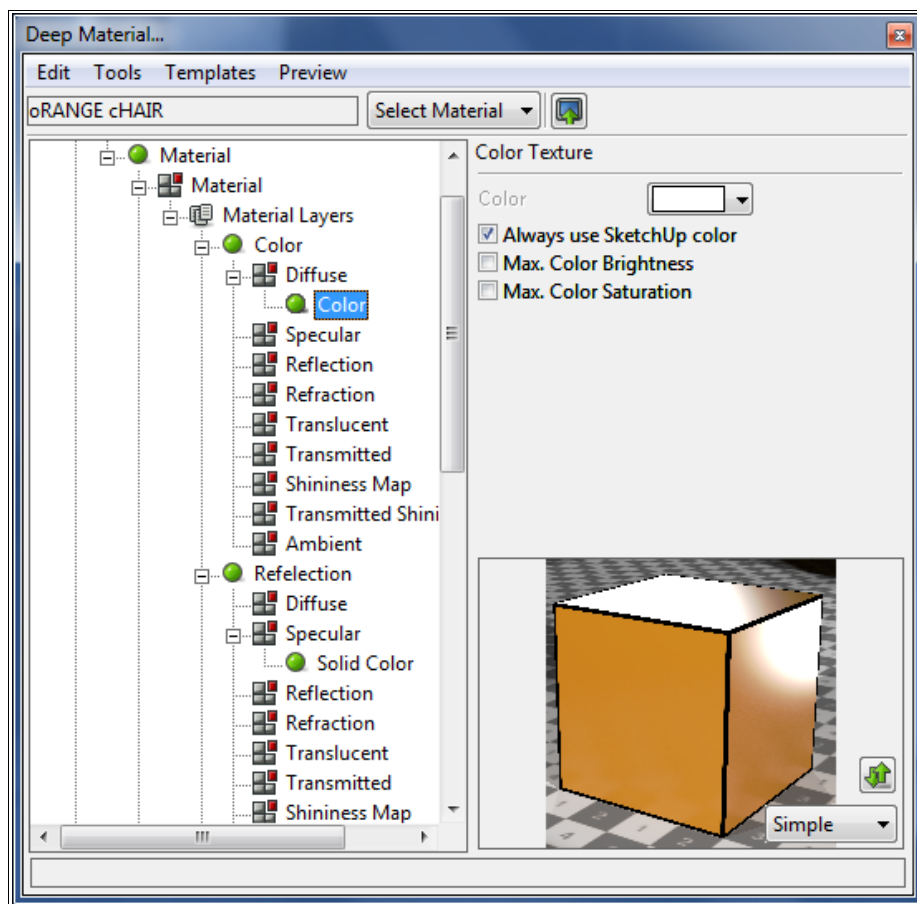 Deep Material...
Edit Tools Templates Preview
oRANGE cHAIR
Select Material
Material
Material
Material Layers
Color
Diffuse
Color
Specular
Reflection
Refraction
Translucent
Transmitted
Shininess Map
Transmitted Shini
Ambient
Refelection
Diffuse
Specular
Solid Color
Reflection
Refraction
Translucent
Transmitted
Shininess Map
Color Texture
Color
Always use SketchUp color
Max. Color Brightness
Max. Color Saturation
Simple